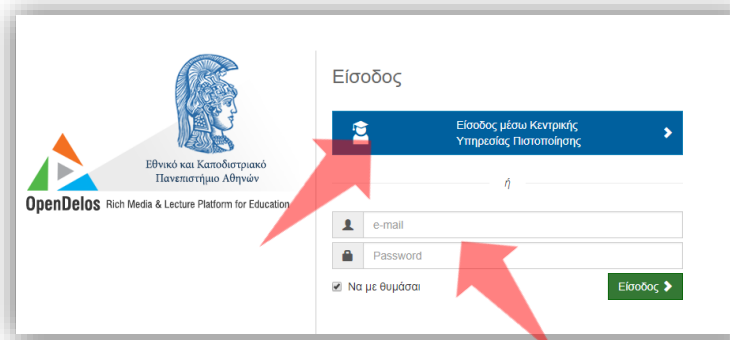 Εθνικό και Καποδιστριακό
Πανεπιστήμιο Αθηνών
OpenDelos Rich Media & Lecture Platform for Education
Είσοδος
Είσοδος μέσω Κεντρικής
Υπηρεσίας Πιστοποίησης
ή
e-mail
Password
Να με θυμάσαι
Είσοδος